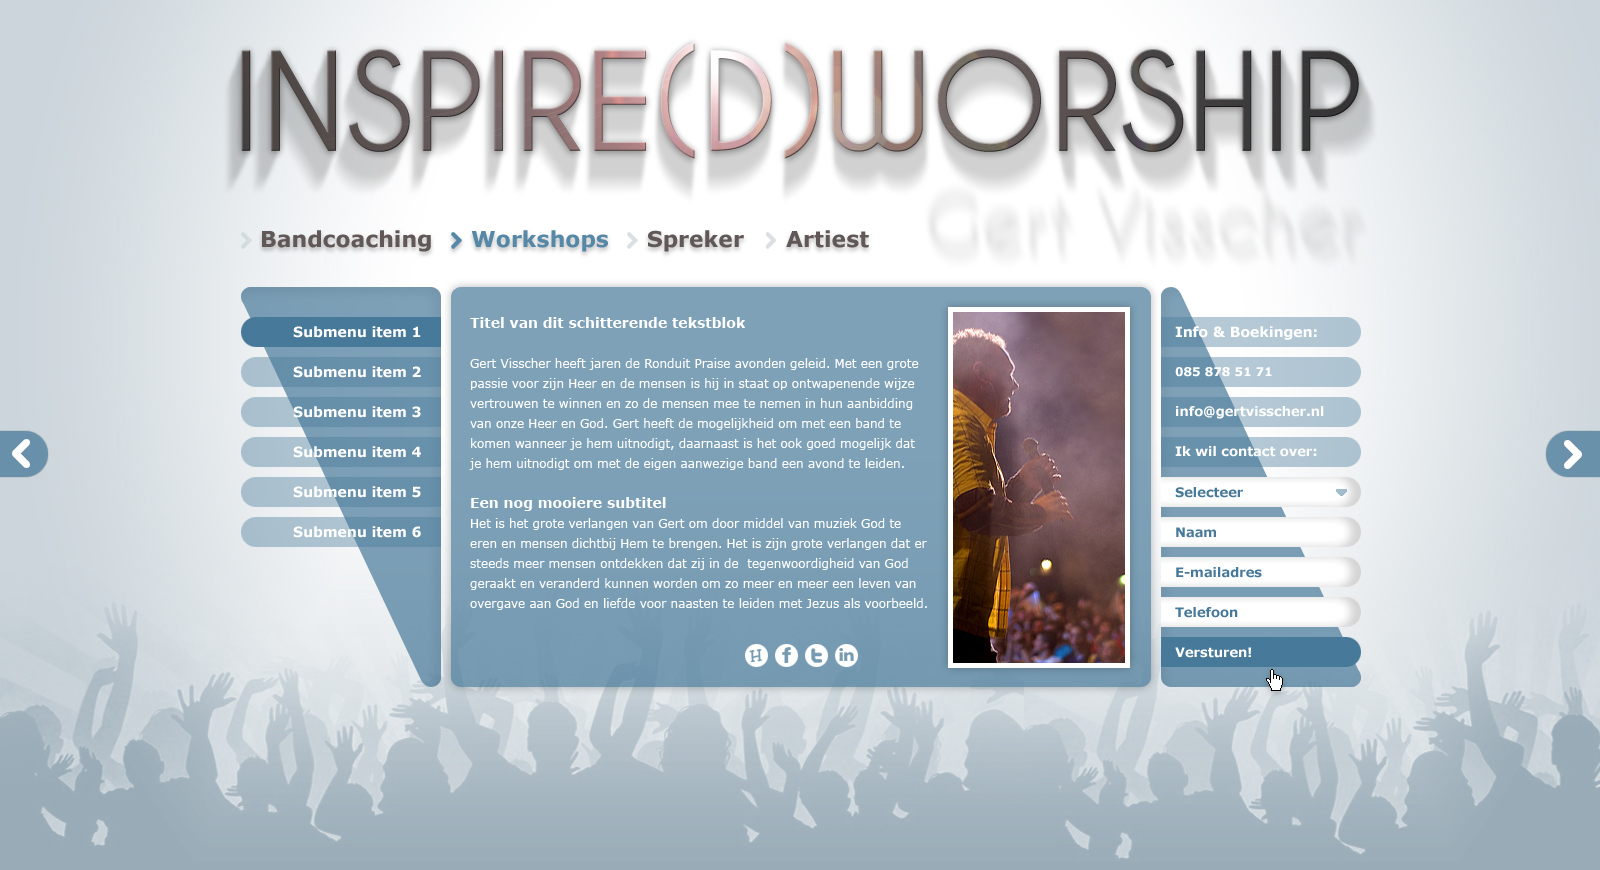 INSPIRE(D)WORSHIP
Gert Visscher
Bandcoaching
Workshops
Spreker
Artiest
Submenu item 1
Submenu item 2
Submenu item 3
Submenu item 4
Submenu item 5
Submenu item 6
Titel van dit schitterende tekstblok
Gert Visscher heeft jaren de Ronduit Praise avonden geleid. Met een grote
passie voor zijn Heer en de mensen is hij in staat op ontwapenende wijze
vertrouwen te winnen en zo de mensen mee te nemen in hun aanbidding
van onze Heer en God. Gert heeft de mogelijkheid om met een band te
komen wanneer je hem uitnodigt, daarnaast is het ook goed mogelijk dat
je hem uitnodigt om met de eigen aanwezige band een avond te leiden.
Een nog mooiere subtitel
Het is het grote verlangen van Gert om door middel van muziek God te
eren en mensen dichtbij Hem te brengen. Het is zijn grote verlangen dat er
steeds meer mensen ontdekken dat zij in de  tegenwoordigheid van God
geraakt en veranderd kunnen worden om zo meer en meer een leven van
overgave aan God en liefde voor naasten te leiden met Jezus als voorbeeld.
H f t in
Info & Boekingen:
085 878 51 71
info@gertvisscher.nl
Ik wil contact over:
Selecteer
Naam
E-mailadres
Telefoon
Versturen!